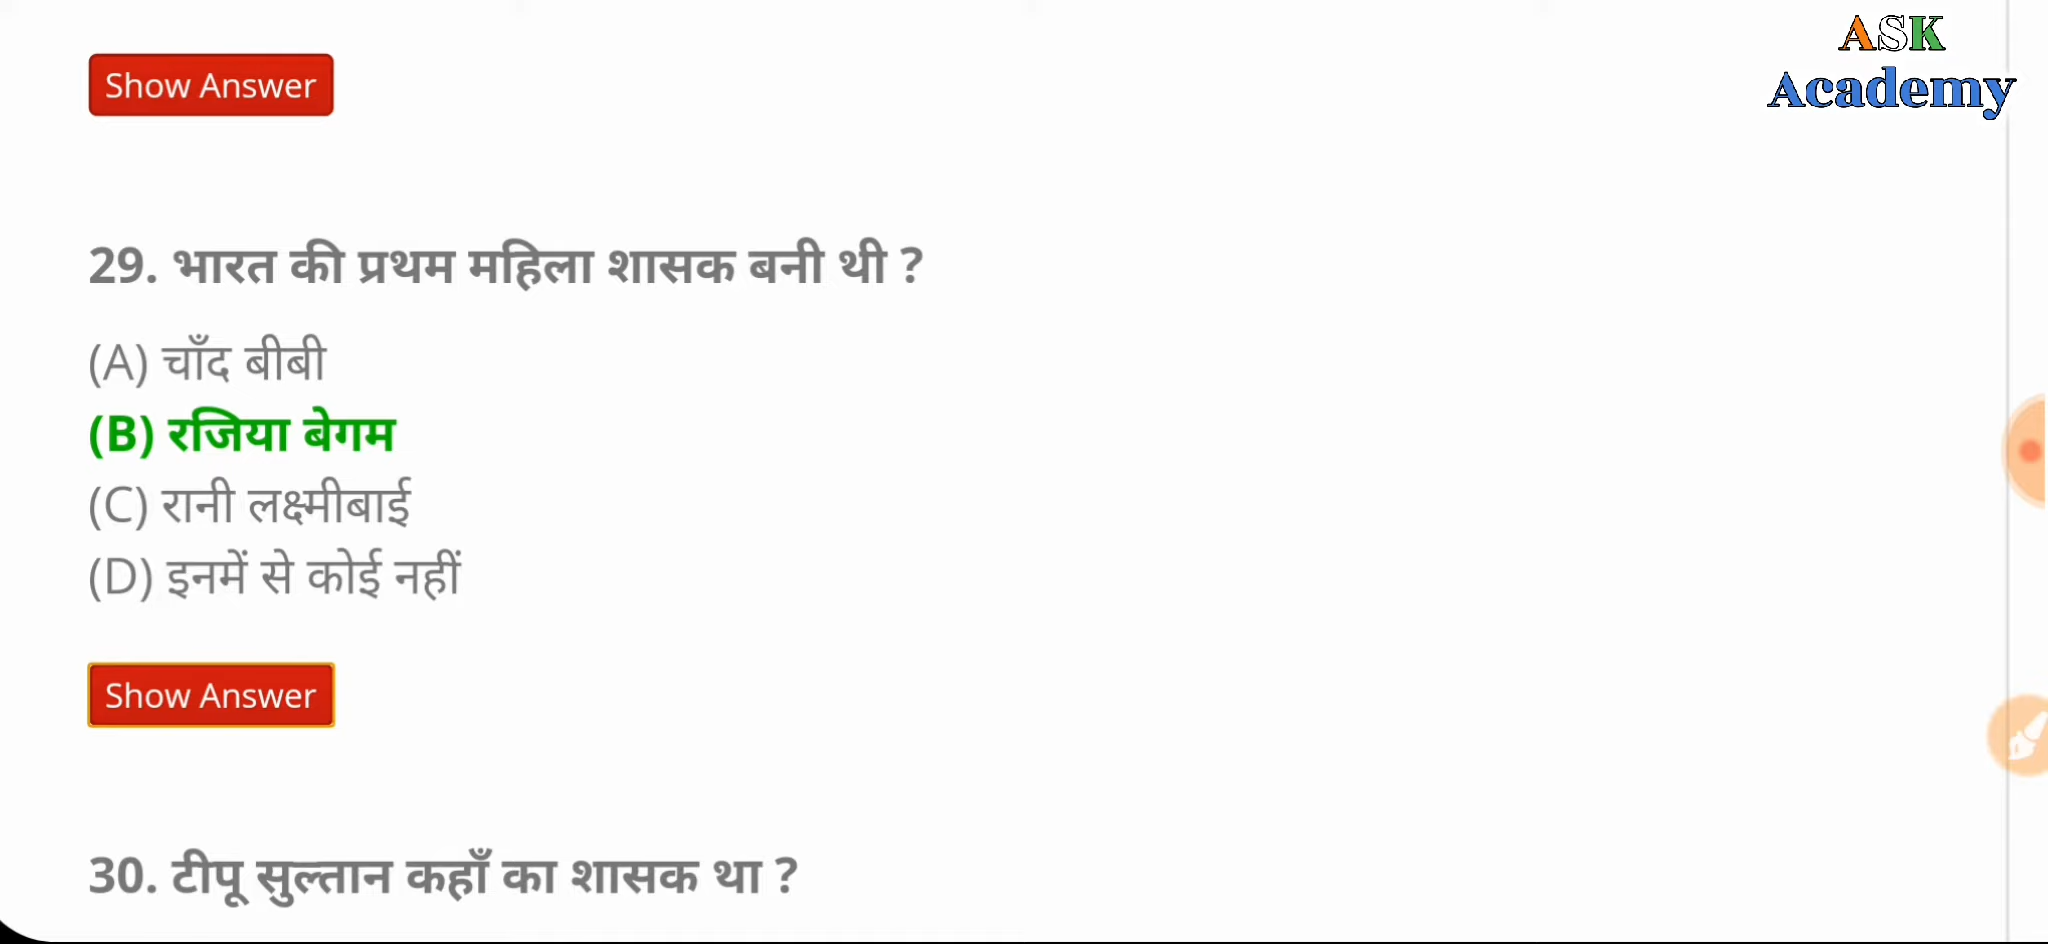 ASK
Academy
Show Answer
29. भारत की प्रथम महिला शासक बनी थी ?
(A) चाँद बीबी
(B) रजिया बेगम
(C) रानी लक्ष्मीबाई
(D) इनमें से कोई नहीं
Show Answer
30. टीपू सुल्तान कहाँ का शासक था ?